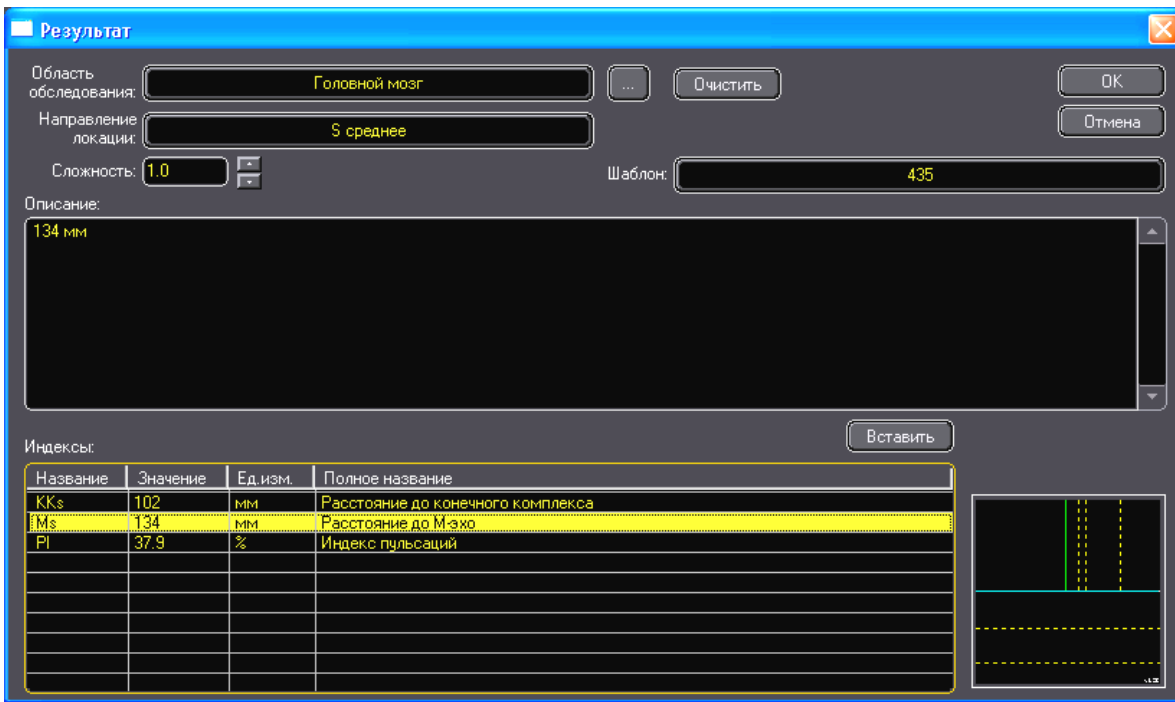 Результат
Область обследования:
Головной мозг
...
Очистить
OK
Направление локации:
S среднее
Отмена
Сложность:
1.0
Шаблон:
435
Описание:
134 мм
Вставить
Индексы:
Название Значение Ед.изм. Полное название
KKs 102 мм Расстояние до конечного комплекса
Ms 134 мм Расстояние до М-эхо
PI 37.9 % Индекс пульсаций